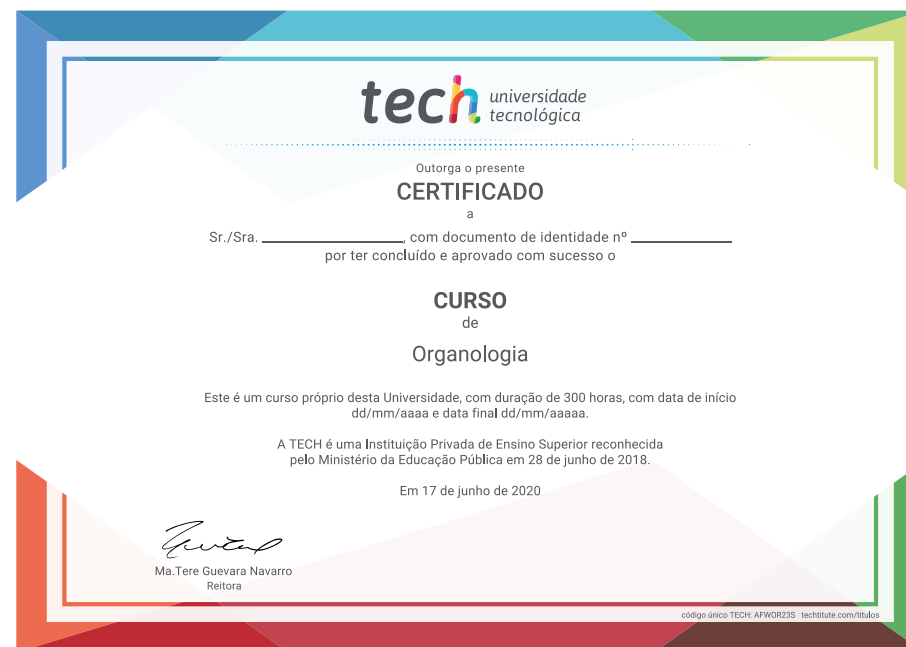 tech universidade
tecnológica
Outorga o presente
CERTIFICADO
a
Sr./Sra. ____________________, com documento de identidade nº ______________
por ter concluído e aprovado com sucesso o
CURSO
de
Organologia
Este é um curso próprio desta Universidade, com duração de 300 horas, com data de início
dd/mm/aaaa e data final dd/mm/aaaaa.
A TECH é uma Instituição Privada de Ensino Superior reconhecida
pelo Ministério da Educação Pública em 28 de junho de 2018.
Em 17 de junho de 2020
Ma.Tere Guevara Navarro
Reitora
código único TECH: AFWOR23S techtitute.com/titulos